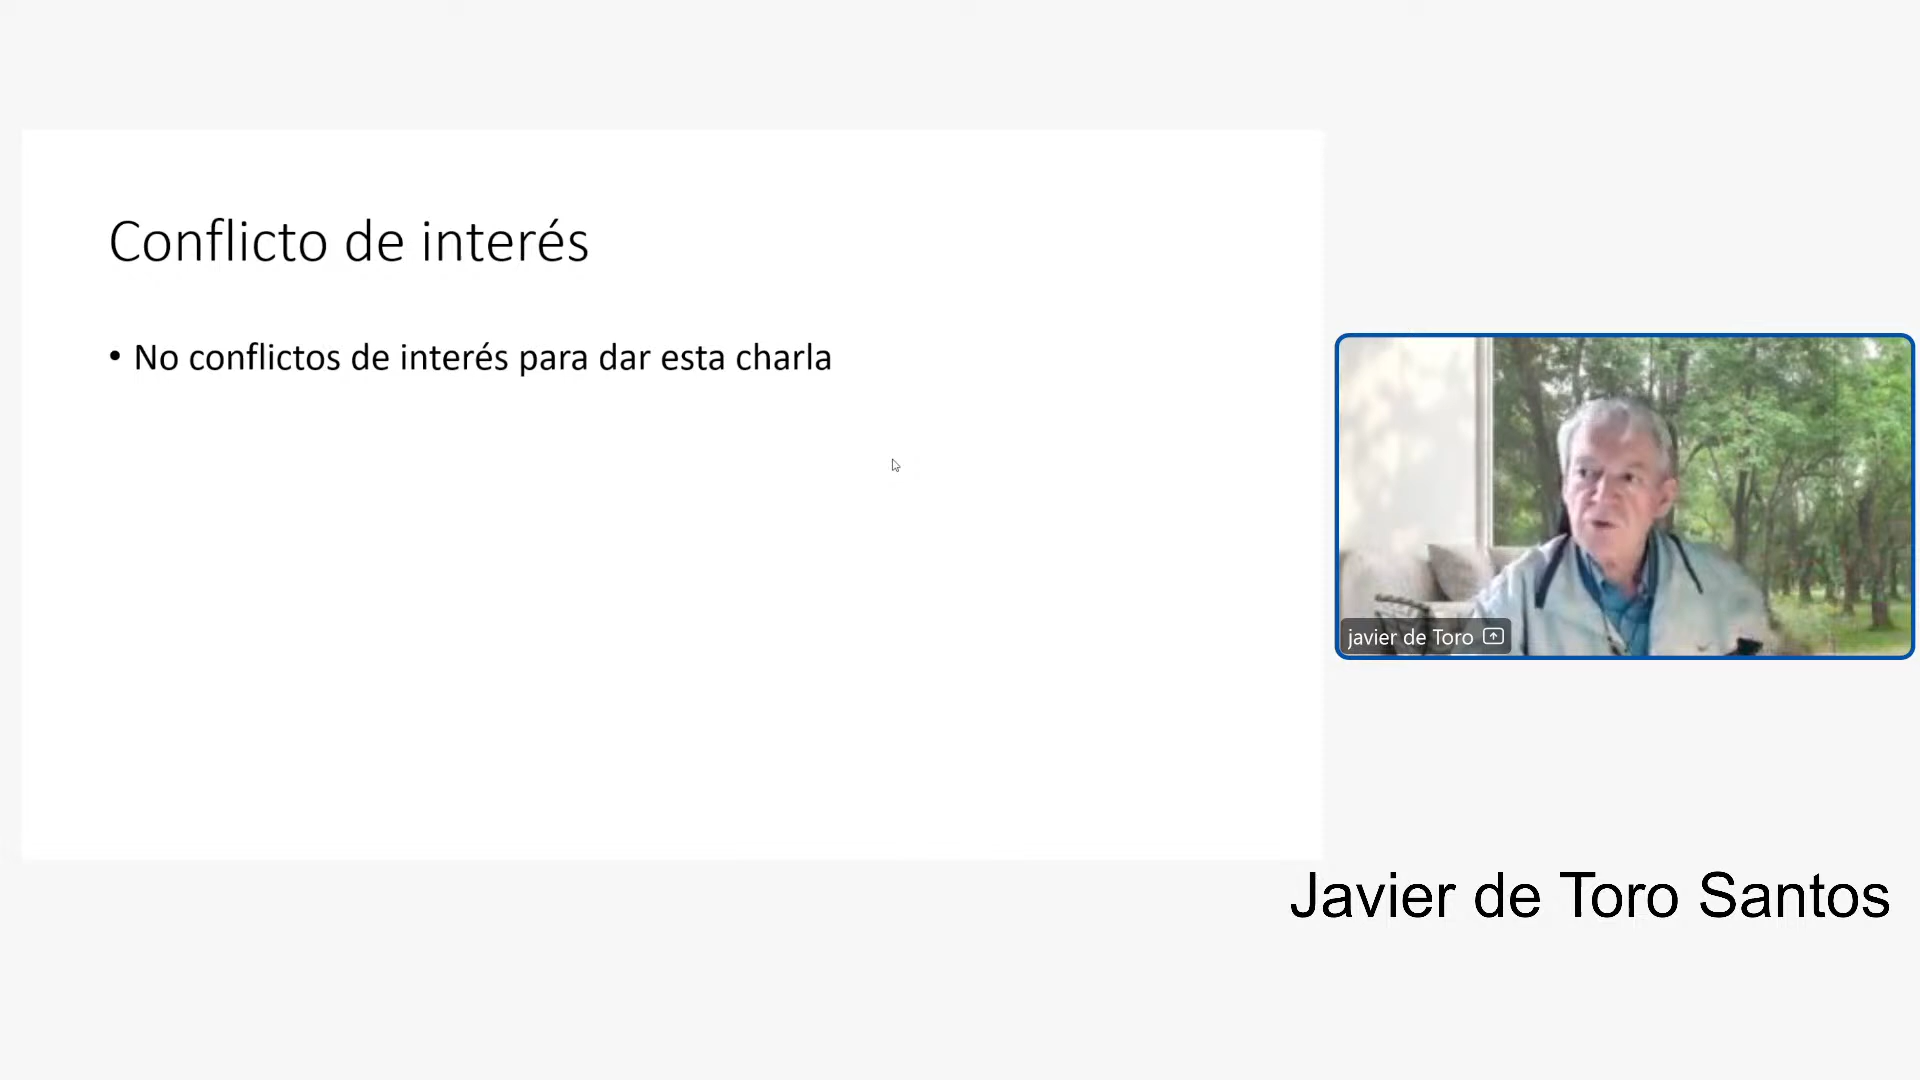 Conflicto de interés
• No conflictos de interés para dar esta charla
javier de Toro
Javier de Toro Santos